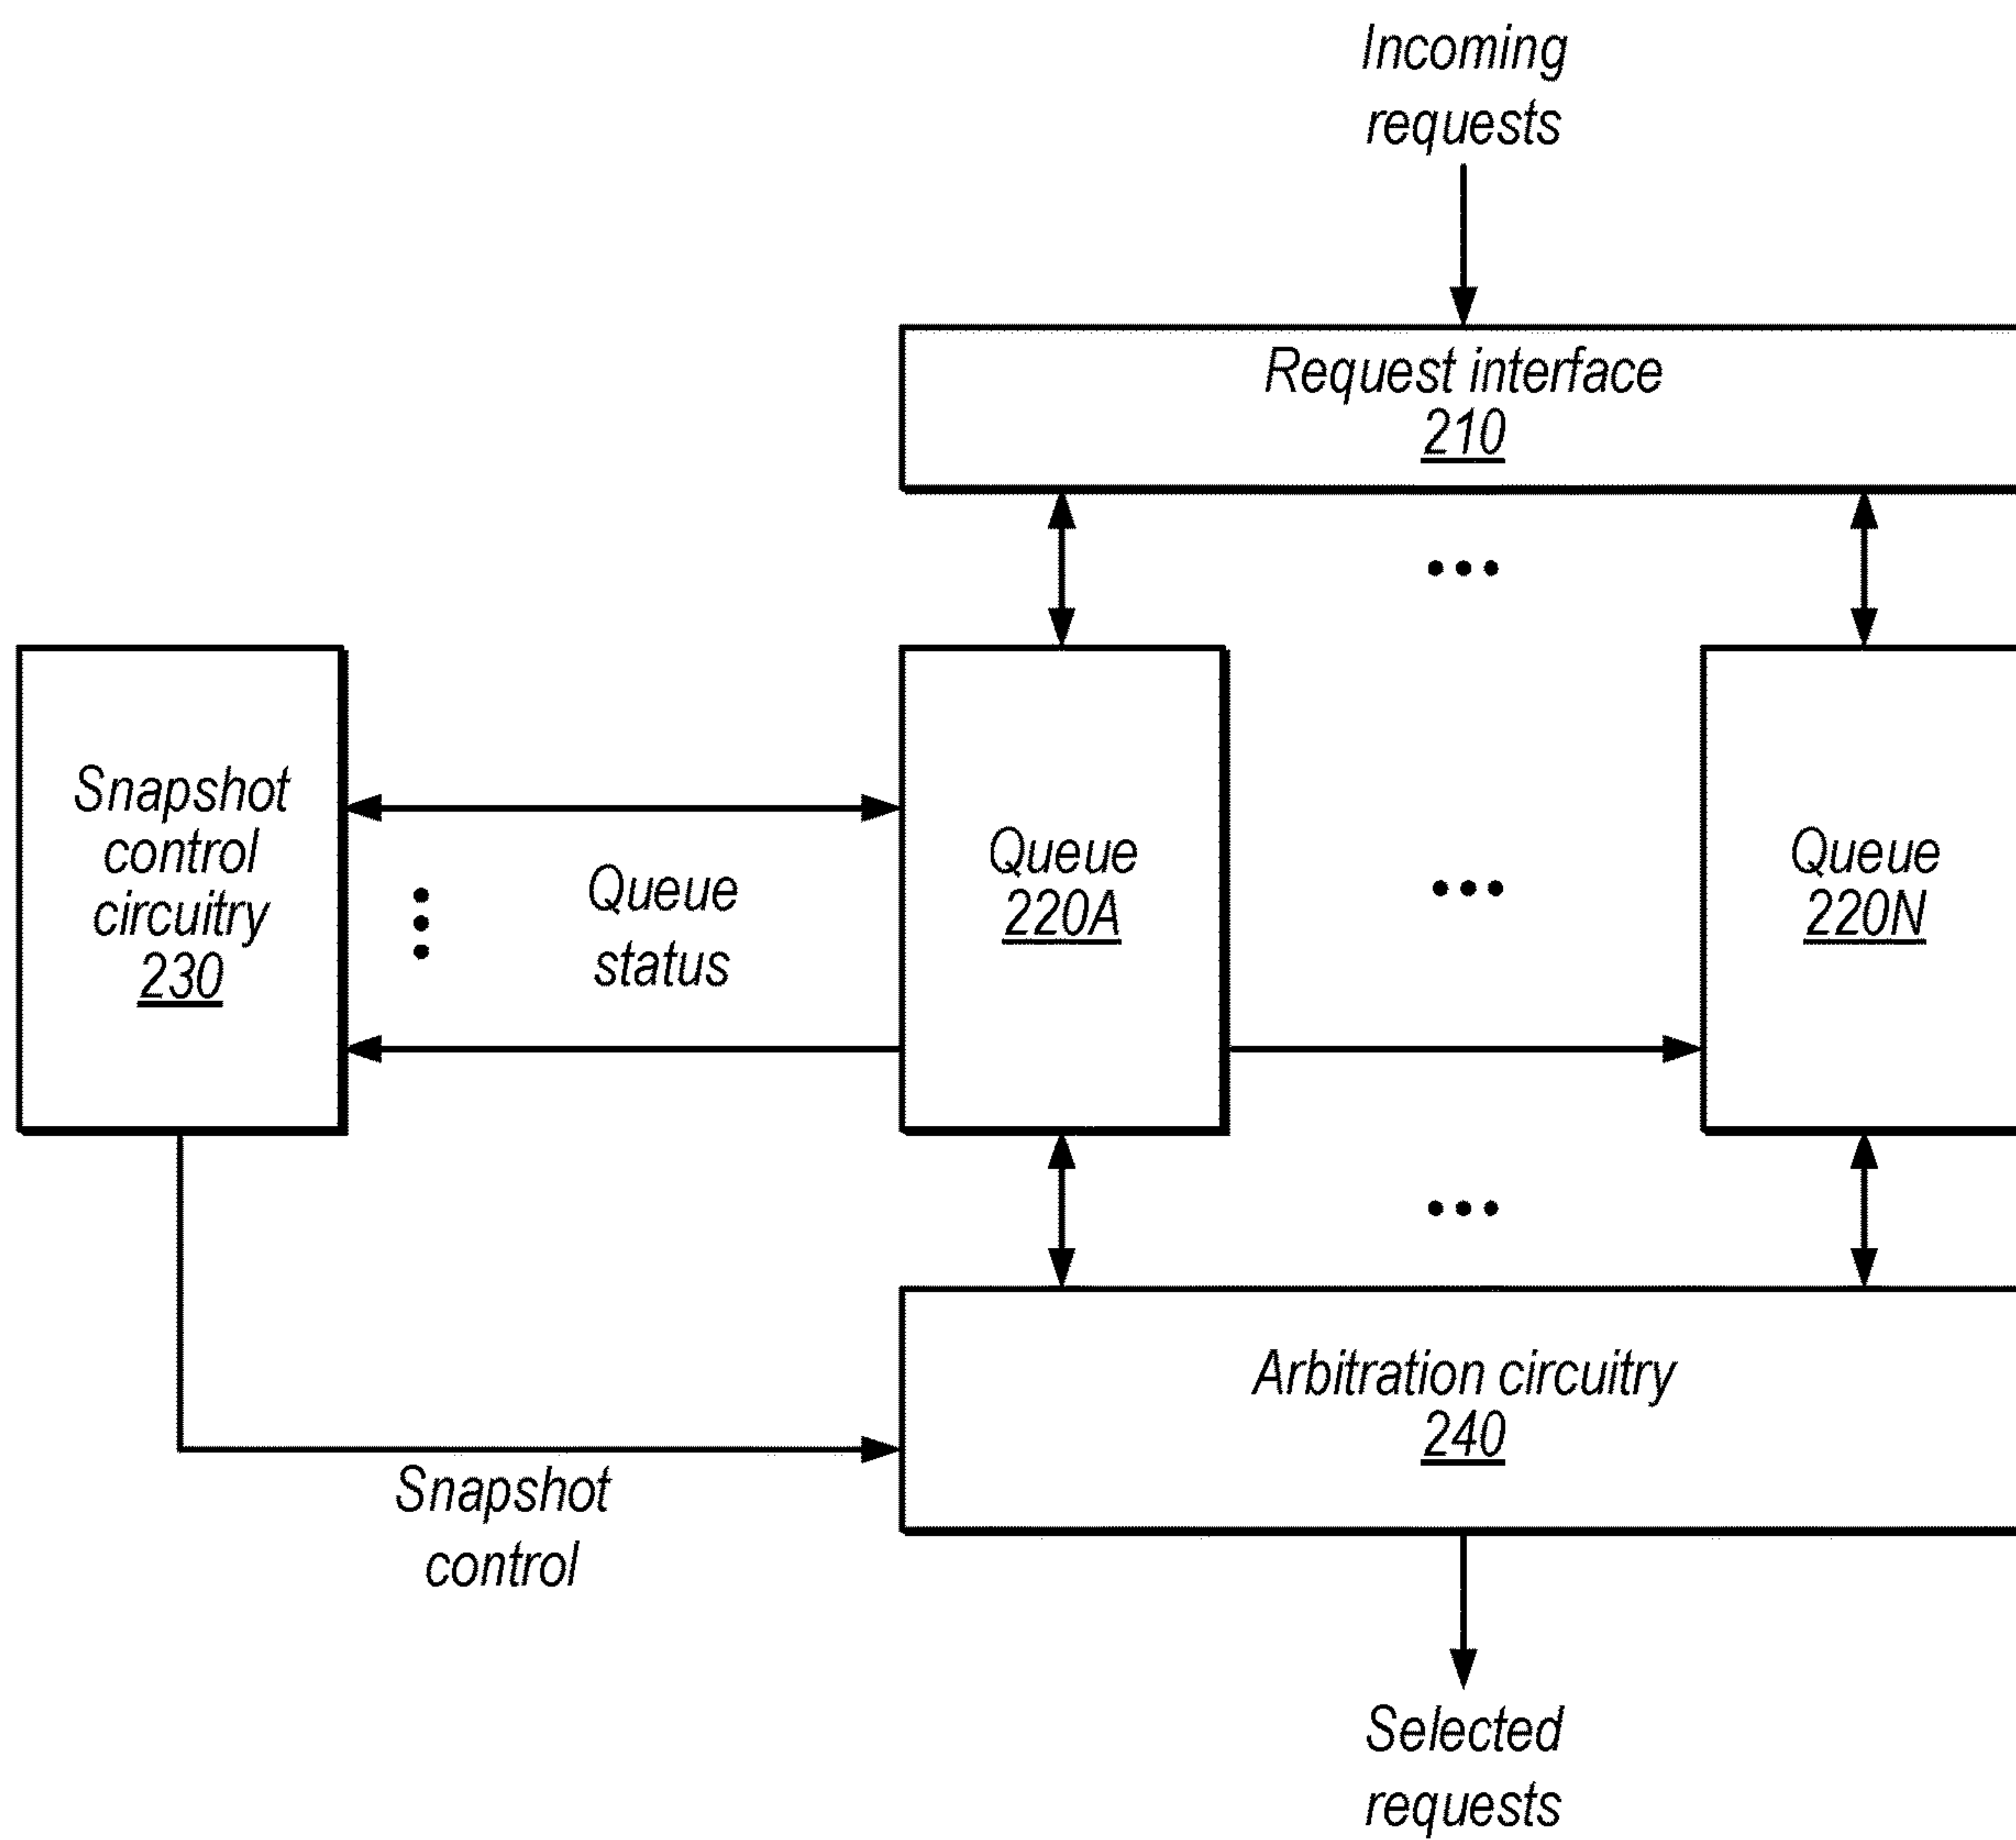 Incoming
requests
Request interface
210
Snapshot
control
circuitry
230
Queue
status
Queue
220A
Queue
220N
Arbitration circuitry
240
Snapshot
control
Selected
requests